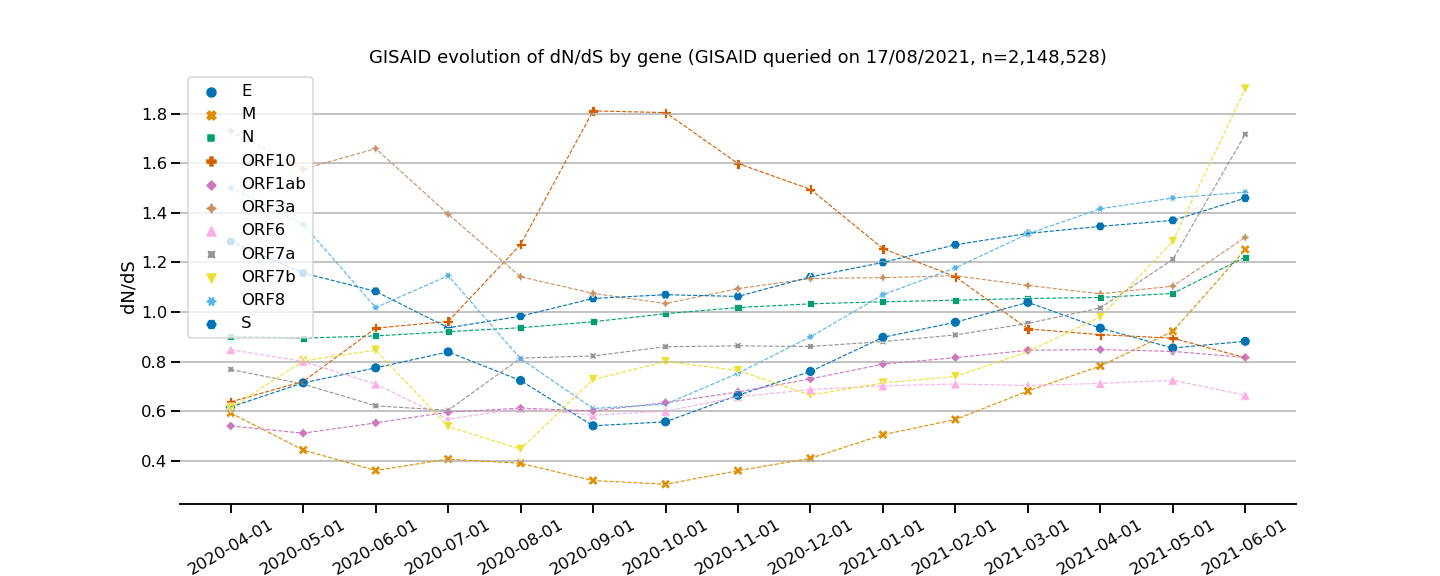 GISAID evolution of dN/dS by gene (GISAID queried on 17/08/2021, n=2,148,528)
E
M
N
ORF10
ORF1ab
ORF3a
ORF6
ORF7a
ORF7b
ORF8
S
dN/dS
1.8
1.6
1.4
1.2
1.0
0.8
0.6
0.4
2020-04-01
2020-05-01
2020-06-01
2020-07-01
2020-08-01
2020-09-01
2020-10-01
2020-11-01
2020-12-01
2021-01-01
2021-02-01
2021-03-01
2021-04-01
2021-05-01
2021-06-01